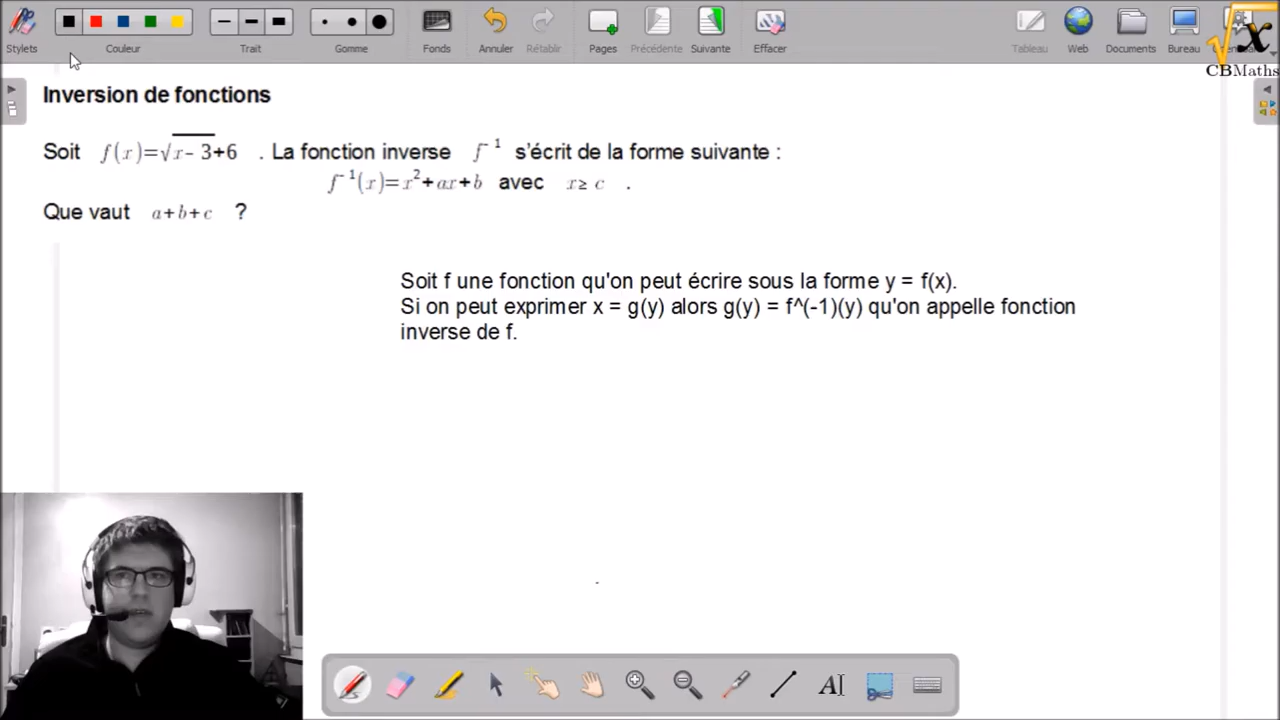 Stylets
Couleur
Trait
Gomme
Fonds
Annuler
Rétablir
Pages
Précédente
Suivante
Effacer
Tableau
Web
Documents
Bureau
√x
CBMaths
Inversion de fonctions
Soit f(x)=√x-3+6 . La fonction inverse f⁻¹ s'écrit de la forme suivante :
f⁻¹(x)=x²+ax+b avec x≥c .
Que vaut a+b+c ?
Soit f une fonction qu'on peut écrire sous la forme y = f(x).
Si on peut exprimer x = g(y) alors g(y) = f^(-1)(y) qu'on appelle fonction
inverse de f.